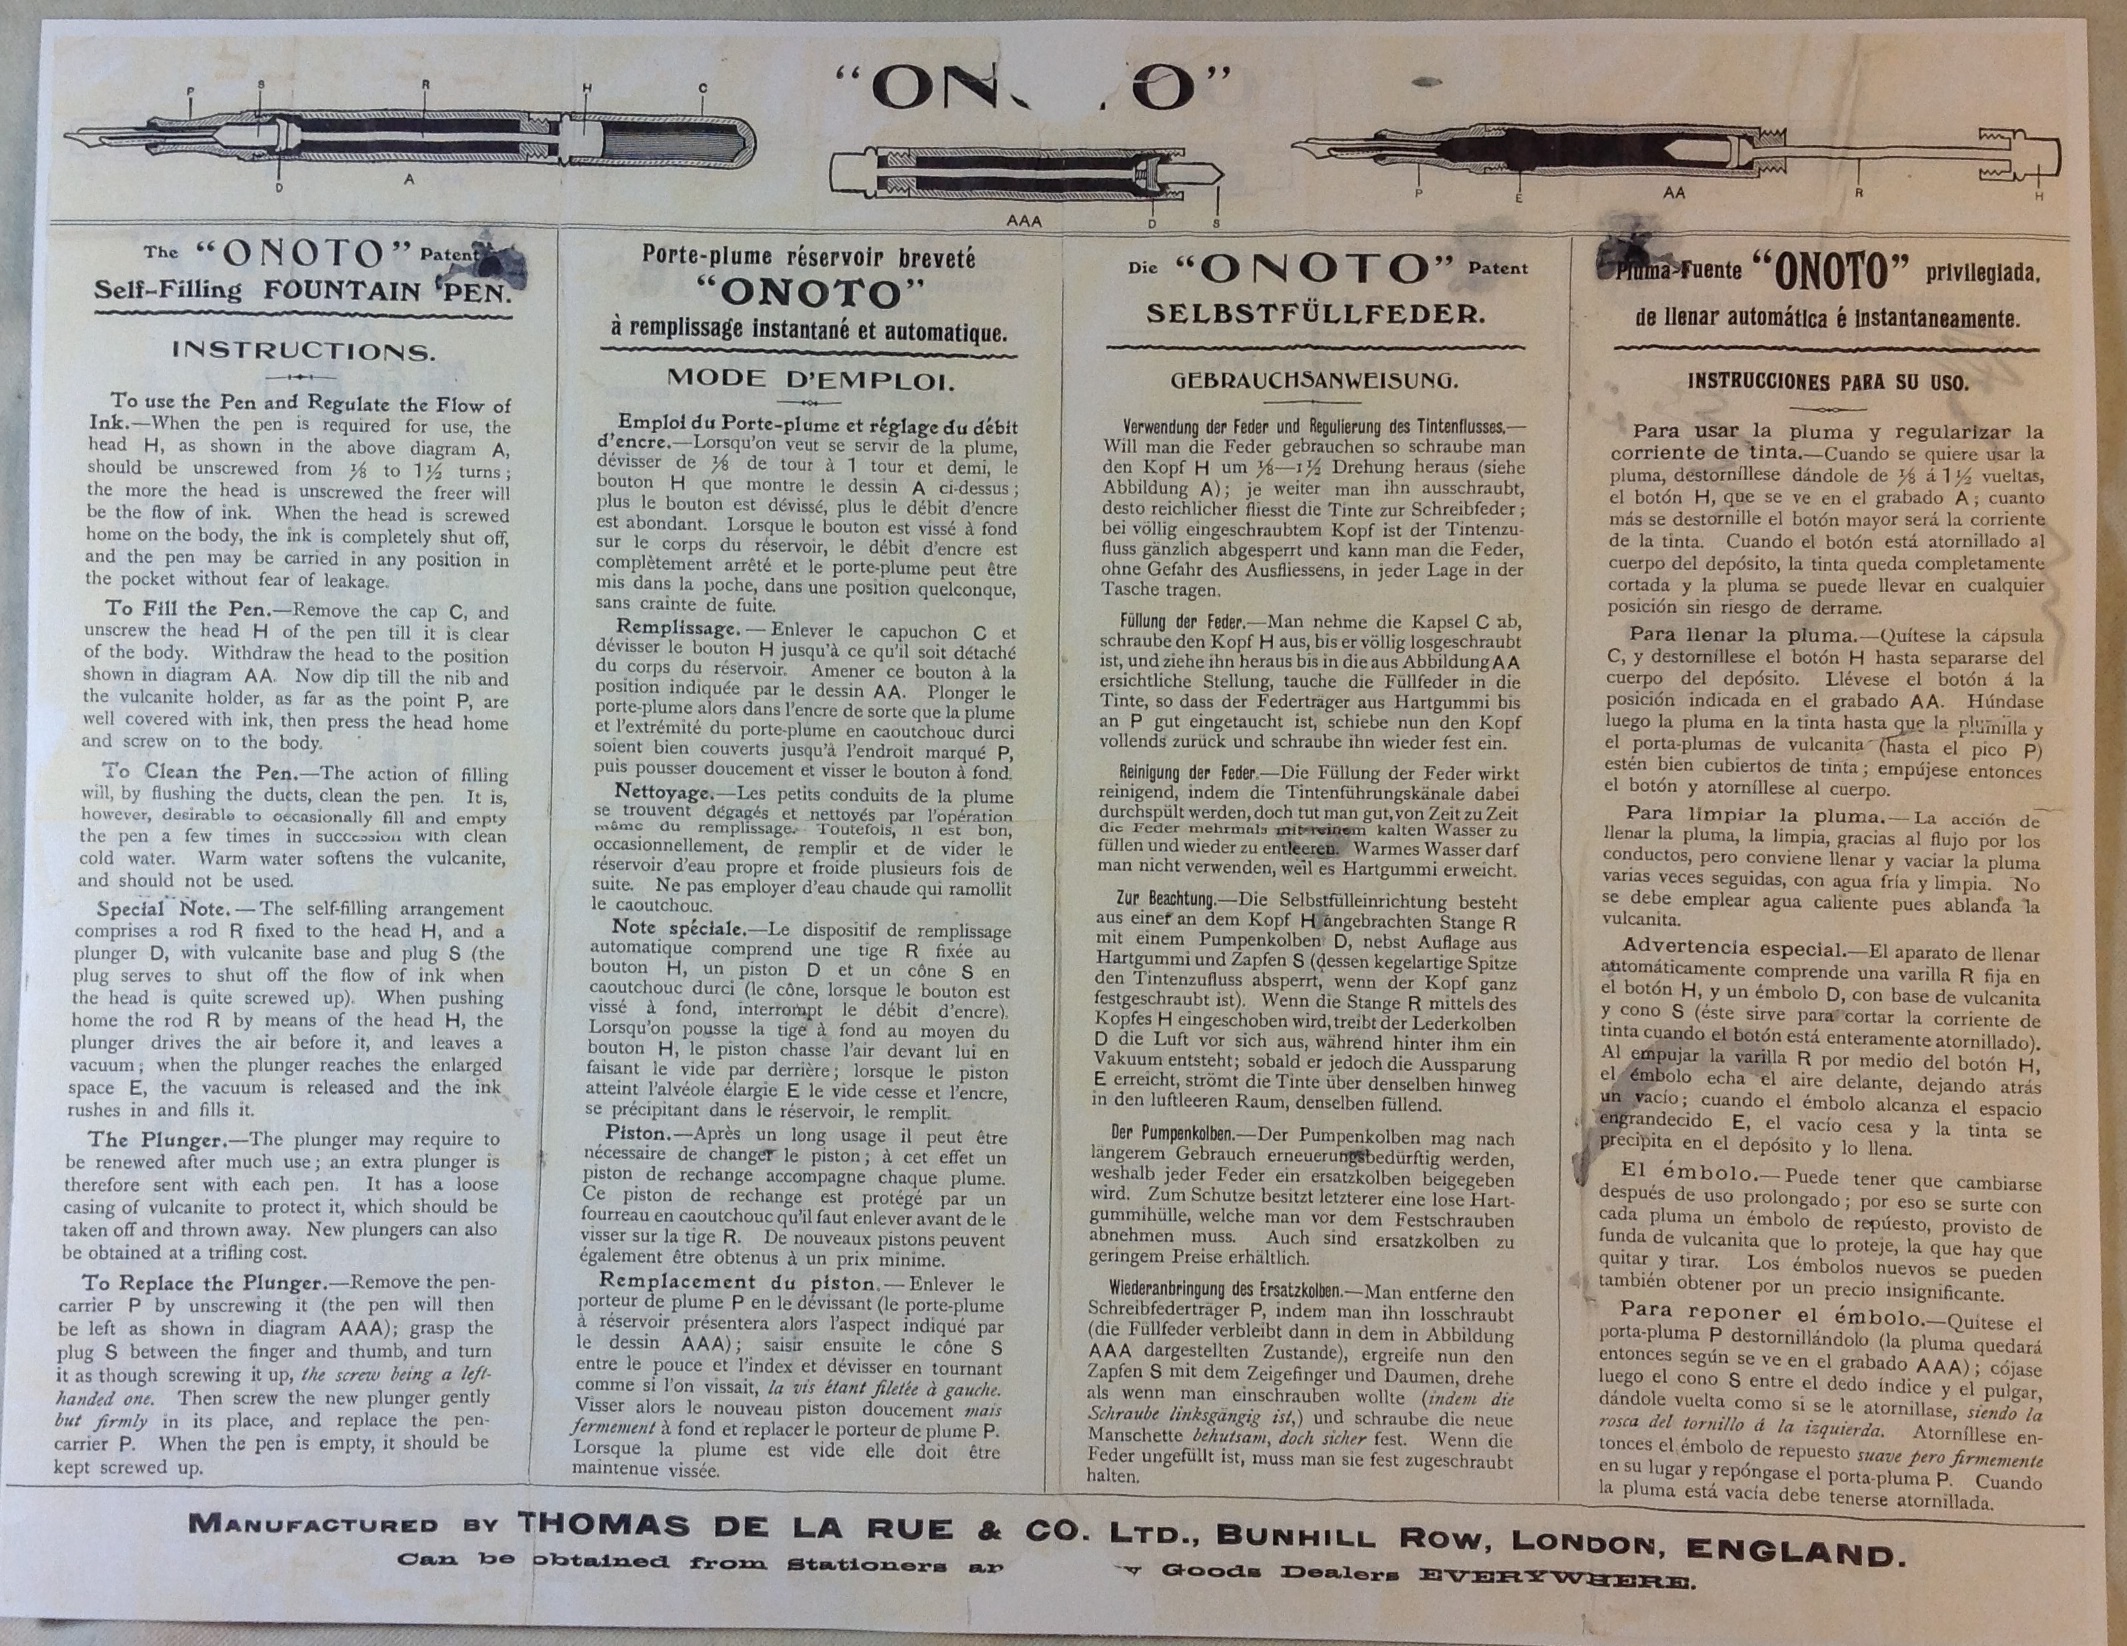 "ON O"
P S R H C
D A
AAA D S
P E AA R H
The "ONOTO" Patent
Self-Filling FOUNTAIN PEN.
INSTRUCTIONS.
To use the Pen and Regulate the Flow of
Ink.—When the pen is required for use, the
head H, as shown in the above diagram A,
should be unscrewed from ⅛ to 1½ turns;
the more the head is unscrewed the freer will
be the flow of ink. When the head is screwed
home on the body, the ink is completely shut off,
and the pen may be carried in any position in
the pocket without fear of leakage.
To Fill the Pen.—Remove the cap C, and
unscrew the head H of the pen till it is clear
of the body. Withdraw the head to the position
shown in diagram AA. Now dip till the nib and
the vulcanite holder, as far as the point P, are
well covered with ink, then press the head home
and screw on to the body.
To Clean the Pen.—The action of filling
will, by flushing the ducts, clean the pen. It is,
however, desirable to occasionally fill and empty
the pen a few times in succession with clean
cold water. Warm water softens the vulcanite,
and should not be used.
Special Note.—The self-filling arrangement
comprises a rod R fixed to the head H, and a
plunger D, with vulcanite base and plug S (the
plug serves to shut off the flow of ink when
the head is quite screwed up). When pushing
home the rod R by means of the head H, the
plunger drives the air before it, and leaves a
vacuum; when the plunger reaches the enlarged
space E, the vacuum is released and the ink
rushes in and fills it.
The Plunger.—The plunger may require to
be renewed after much use; an extra plunger is
therefore sent with each pen. It has a loose
casing of vulcanite to protect it, which should be
taken off and thrown away. New plungers can also
be obtained at a trifling cost.
To Replace the Plunger.—Remove the pen-
carrier P by unscrewing it (the pen will then
be left as shown in diagram AAA); grasp the
plug S between the finger and thumb, and turn
it as though screwing it up, the screw being a left-
handed one. Then screw the new plunger gently
but firmly in its place, and replace the pen-
carrier P. When the pen is empty, it should be
kept screwed up.
Porte-plume réservoir breveté
"ONOTO"
à remplissage instantané et automatique.
MODE D'EMPLOI.
Emploi du Porte-plume et réglage du débit
d'encre.—Lorsqu'on veut se servir de la plume,
dévisser de ⅛ de tour à 1 tour et demi, le
bouton H que montre le dessin A ci-dessus;
plus le bouton est dévissé, plus le débit d'encre
est abondant. Lorsque le bouton est vissé à fond
sur le corps du réservoir, le débit d'encre est
complètement arrêté et le porte-plume peut être
mis dans la poche, dans une position quelconque,
sans crainte de fuite.
Remplissage.—Enlever le capuchon C et
dévisser le bouton H jusqu'à ce qu'il soit détaché
du corps du réservoir. Amener ce bouton à la
position indiquée par le dessin AA. Plonger le
porte-plume alors dans l'encre de sorte que la plume
et l'extrémité du porte-plume en caoutchouc durci
soient bien couverts jusqu'à l'endroit marqué P,
puis pousser doucement et visser le bouton à fond.
Nettoyage.—Les petits conduits de la plume
se trouvent dégagés et nettoyés par l'opération
même du remplissage. Toutefois, il est bon,
occasionnellement, de remplir et de vider le
réservoir d'eau propre et froide plusieurs fois de
suite. Ne pas employer d'eau chaude qui ramollit
le caoutchouc.
Note spéciale.—Le dispositif de remplissage
automatique comprend une tige R fixée au
bouton H, un piston D et un cône S en
caoutchouc durci (le cône, lorsque le bouton est
vissé à fond, interrompt le débit d'encre).
Lorsqu'on pousse la tige à fond au moyen du
bouton H, le piston chasse l'air devant lui en
faisant le vide par derrière; lorsque le piston
atteint l'alvéole élargie E le vide cesse et l'encre,
se précipitant dans le réservoir, le remplit.
Piston.—Après un long usage il peut être
nécessaire de changer le piston; à cet effet un
piston de rechange accompagne chaque plume.
Ce piston de rechange est protégé par un
fourreau en caoutchouc qu'il faut enlever avant de le
visser sur la tige R. De nouveaux pistons peuvent
également être obtenus à un prix minime.
Remplacement du piston.—Enlever le
porteur de plume P en le dévissant (le porte-plume
à réservoir présentera alors l'aspect indiqué par
le dessin AAA); saisir ensuite le cône S
entre le pouce et l'index et dévisser en tournant
comme si l'on vissait, la vis étant filetée à gauche.
Visser alors le nouveau piston doucement mais
fermement à fond et replacer le porteur de plume P.
Lorsque la plume est vide elle doit être
maintenue vissée.
Die "ONOTO" Patent
SELBSTFÜLLFEDER.
GEBRAUCHSANWEISUNG.
Verwendung der Feder und Regulierung des Tintenflusses.—
Will man die Feder gebrauchen so schraube man
den Kopf H um ⅛—1½ Drehung heraus (siehe
Abbildung A); je weiter man ihn ausschraubt,
desto reichlicher fliesst die Tinte zur Schreibfeder;
bei völlig eingeschraubtem Kopf ist der Tintenzu-
fluss gänzlich abgesperrt und kann man die Feder,
ohne Gefahr des Ausfliessens, in jeder Lage in der
Tasche tragen.
Füllung der Feder.—Man nehme die Kapsel C ab,
schraube den Kopf H aus, bis er völlig losgeschraubt
ist, und ziehe ihn heraus bis in die aus Abbildung AA
ersichtliche Stellung, tauche die Füllfeder in die
Tinte, so dass der Federträger aus Hartgummi bis
an P gut eingetaucht ist, schiebe nun den Kopf
vollends zurück und schraube ihn wieder fest ein.
Reinigung der Feder.—Die Füllung der Feder wirkt
reinigend, indem die Tintenführungskänale dabei
durchspült werden, doch tut man gut, von Zeit zu Zeit
die Feder mehrmals mit reinem kalten Wasser zu
füllen und wieder zu entleeren. Warmes Wasser darf
man nicht verwenden, weil es Hartgummi erweicht.
Zur Beachtung.—Die Selbstfülleinrichtung besteht
aus einer an dem Kopf H angebrachten Stange R
mit einem Pumpenkolben D, nebst Auflage aus
Hartgummi und Zapfen S (dessen kegelartige Spitze
den Tintenzufluss absperrt, wenn der Kopf ganz
festgeschraubt ist). Wenn die Stange R mittels des
Kopfes H eingeschoben wird, treibt der Lederkolben
D die Luft vor sich aus, während hinter ihm ein
Vakuum entsteht; sobald er jedoch die Aussparung
E erreicht, strömt die Tinte über denselben hinweg
in den luftleeren Raum, denselben füllend.
Der Pumpenkolben.—Der Pumpenkolben mag nach
längerem Gebrauch erneuerungsbedürftig werden,
weshalb jeder Feder ein ersatzkolben beigegeben
wird. Zum Schutze besitzt letzterer eine lose Hart-
gummihülle, welche man vor dem Festschrauben
abnehmen muss. Auch sind ersatzkolben zu
geringem Preise erhältlich.
Wiederanbringung des Ersatzkolben.—Man entferne den
Schreibfederträger P, indem man ihn losschraubt
(die Füllfeder verbleibt dann in dem in Abbildung
AAA dargestellten Zustande), ergreife nun den
Zapfen S mit dem Zeigefinger und Daumen, drehe
als wenn man einschrauben wollte (indem die
Schraube linksgängig ist,) und schraube die neue
Manschette behutsam, doch sicher fest. Wenn die
Feder ungefüllt ist, muss man sie fest zugeschraubt
halten.
Pluma-Fuente "ONOTO" privilegiada,
de llenar automática é instantaneamente.
INSTRUCCIONES PARA SU USO.
Para usar la pluma y regularizar la
corriente de tinta.—Cuando se quiere usar la
pluma, destorníllese dándole de ⅛ á 1½ vueltas,
el botón H, que se ve en el grabado A; cuanto
más se destornille el botón mayor será la corriente
de la tinta. Cuando el botón está atornillado al
cuerpo del depósito, la tinta queda completamente
cortada y la pluma se puede llevar en cualquier
posición sin riesgo de derrame.
Para llenar la pluma.—Quítese la cápsula
C, y destorníllese el botón H hasta separarse del
cuerpo del depósito. Llévese el botón á la
posición indicada en el grabado AA. Húndase
luego la pluma en la tinta hasta que la plumilla y
el porta-plumas de vulcanita (hasta el pico P)
estén bien cubiertos de tinta; empújese entonces
el botón y atorníllese al cuerpo.
Para limpiar la pluma.—La acción de
llenar la pluma, la limpia, gracias al flujo por los
conductos, pero conviene llenar y vaciar la pluma
varias veces seguidas, con agua fría y limpia. No
se debe emplear agua caliente pues ablanda la
vulcanita.
Advertencia especial.—El aparato de llenar
automáticamente comprende una varilla R fija en
el botón H, y un émbolo D, con base de vulcanita
y cono S (éste sirve para cortar la corriente de
tinta cuando el botón está enteramente atornillado).
Al empujar la varilla R por medio del botón H,
el émbolo echa el aire delante, dejando atrás
un vacío; cuando el émbolo alcanza el espacio
engrandecido E, el vacío cesa y la tinta se
precipita en el depósito y lo llena.
El émbolo.—Puede tener que cambiarse
después de uso prolongado; por eso se surte con
cada pluma un émbolo de repuesto, provisto de
funda de vulcanita que lo proteje, la que hay que
quitar y tirar. Los émbolos nuevos se pueden
también obtener por un precio insignificante.
Para reponer el émbolo.—Quítese el
porta-pluma P destornillándolo (la pluma quedará
entonces según se ve en el grabado AAA); cójase
luego el cono S entre el dedo índice y el pulgar,
dándole vuelta como si se le atornillase, siendo la
rosca del tornillo á la izquierda. Atorníllese en-
tonces el émbolo de repuesto suave pero firmemente
en su lugar y repóngase el porta-pluma P. Cuando
la pluma está vacía debe tenerse atornillada.
MANUFACTURED BY THOMAS DE LA RUE & CO. LTD., BUNHILL ROW, LONDON, ENGLAND.
Can be obtained from Stationers Goods Dealers EVERYWHERE.